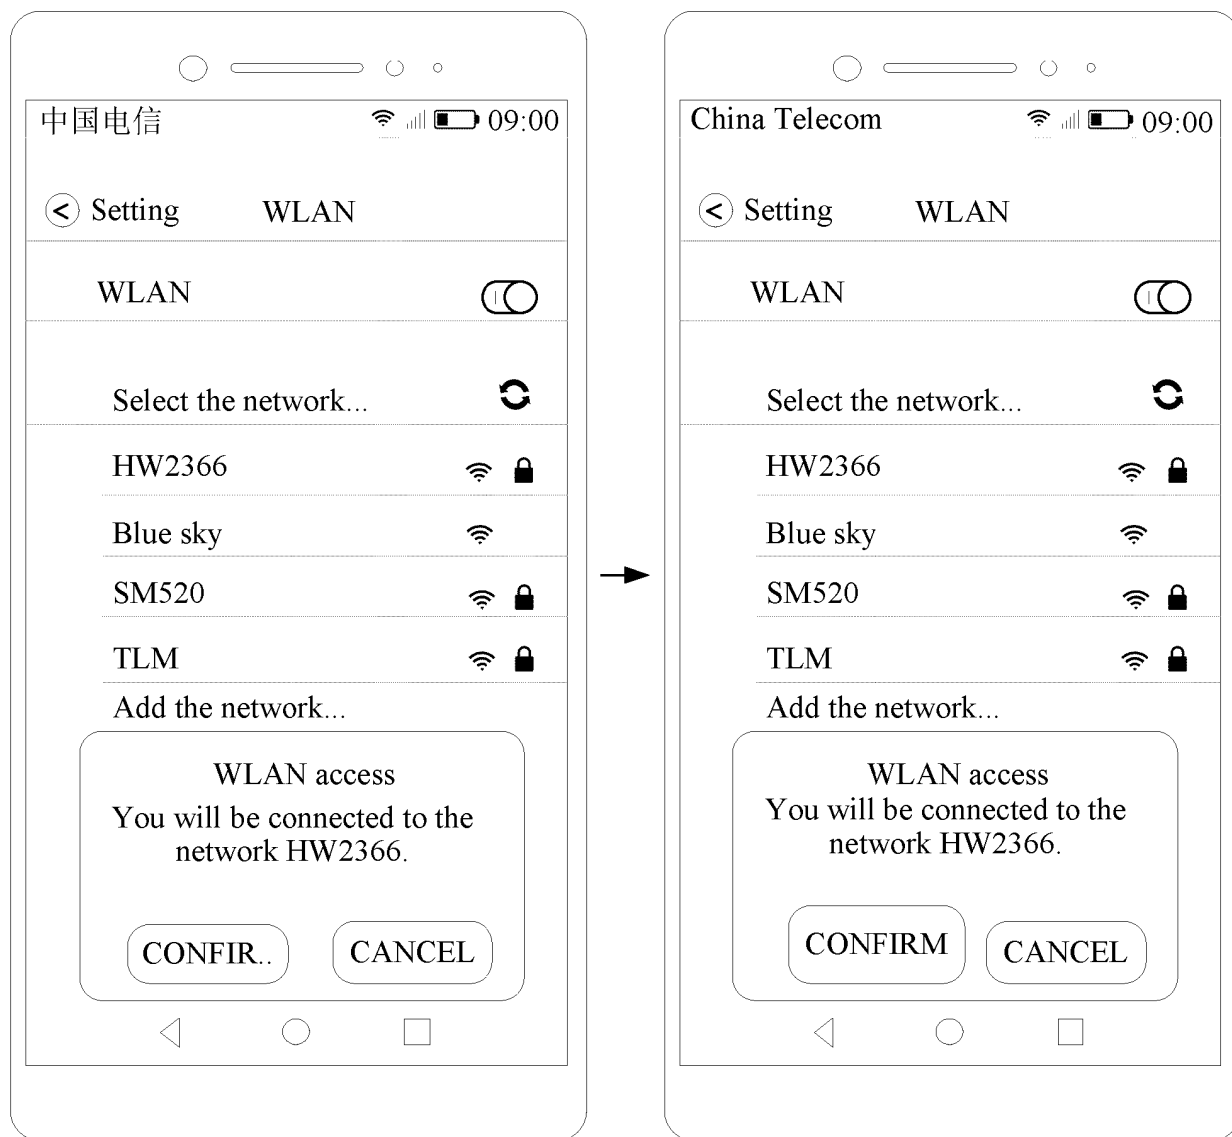 中国电信 09:00
Setting WLAN
WLAN
Select the network...
HW2366
Blue sky
SM520
TLM
Add the network...
WLAN access
You will be connected to the
network HW2366.
CONFIR.. CANCEL
China Telecom 09:00
Setting WLAN
WLAN
Select the network...
HW2366
Blue sky
SM520
TLM
Add the network...
WLAN access
You will be connected to the
network HW2366.
CONFIRM CANCEL